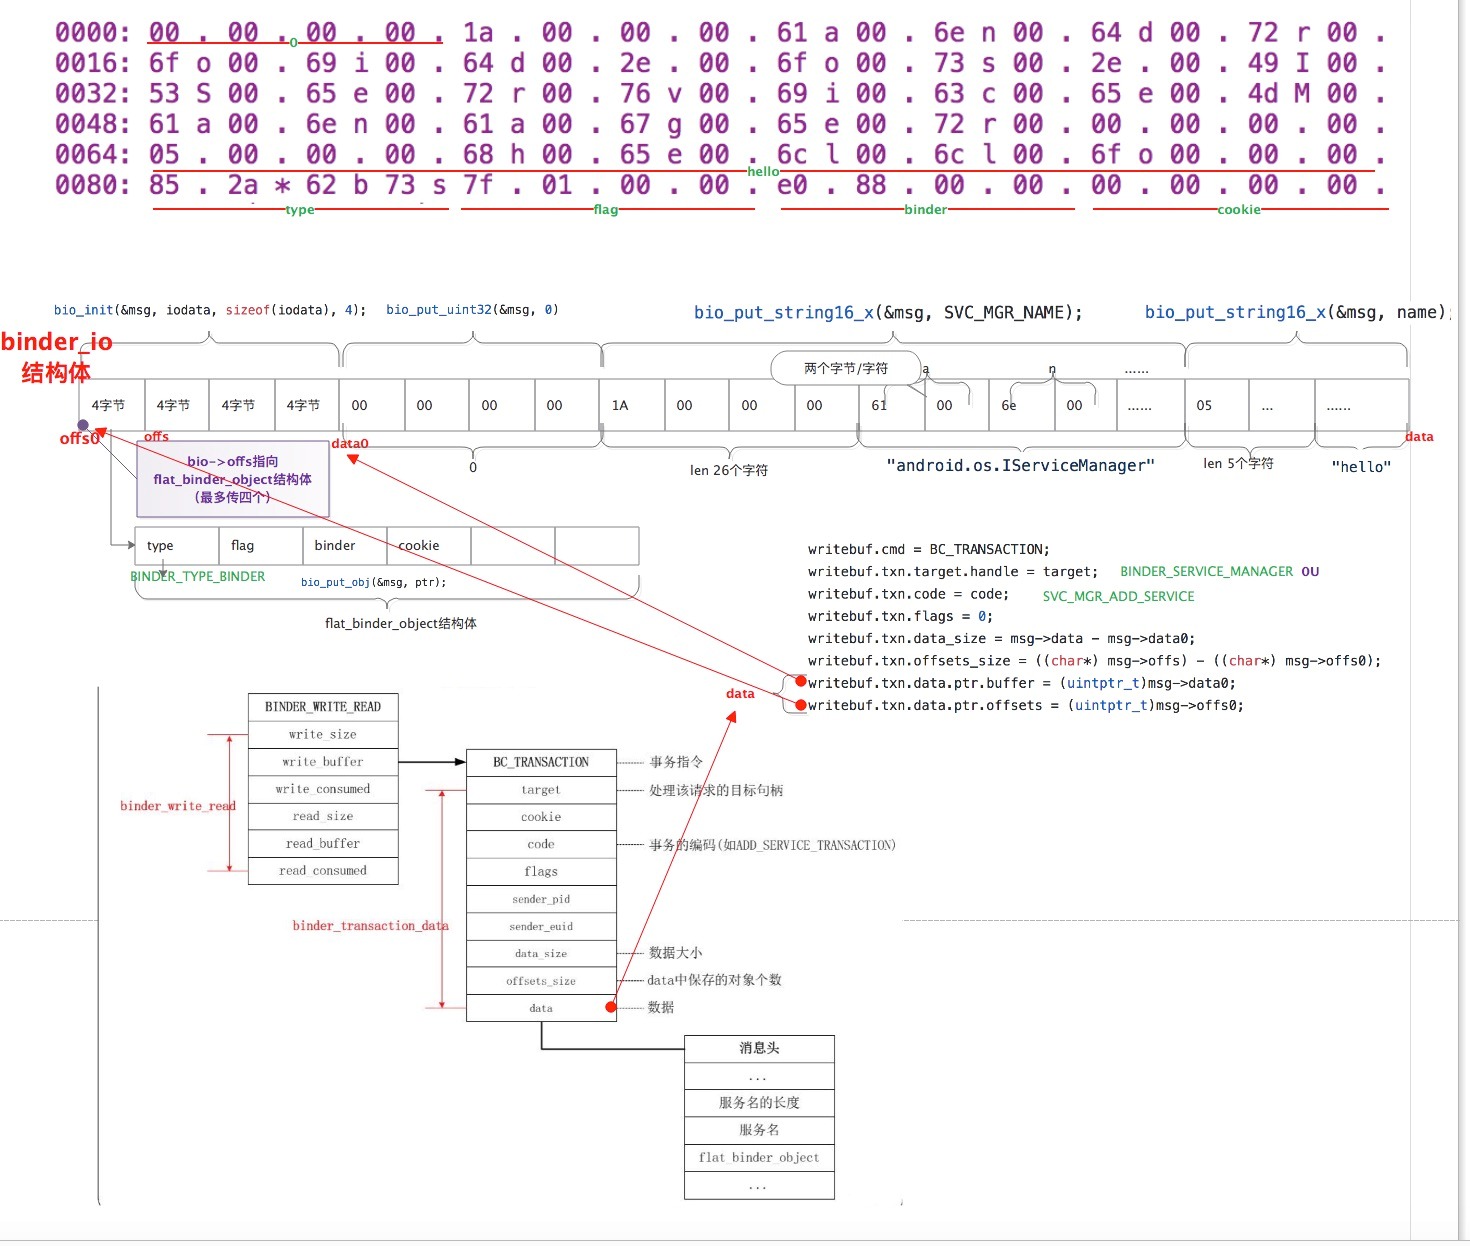 0000: 00 . 00 . 00 . 00 . 1a . 00 . 00 . 00 . 61 a 00 . 6e n 00 . 64 d 00 . 72 r 00 .
0
0016: 6f o 00 . 69 i 00 . 64 d 00 . 2e . 00 . 6f o 00 . 73 s 00 . 2e . 00 . 49 I 00 .
0032: 53 S 00 . 65 e 00 . 72 r 00 . 76 v 00 . 69 i 00 . 63 c 00 . 65 e 00 . 4d M 00 .
0048: 61 a 00 . 6e n 00 . 61 a 00 . 67 g 00 . 65 e 00 . 72 r 00 . 00 . 00 . 00 . 00 .
0064: 05 . 00 . 00 . 00 . 68 h 00 . 65 e 00 . 6c l 00 . 6c l 00 . 6f o 00 . 00 . 00 .
hello
0080: 85 . 2a * 62 b 73 s 7f . 01 . 00 . 00 . e0 . 88 . 00 . 00 . 00 . 00 . 00 . 00 .
type flag binder cookie
bio_init(&msg, iodata, sizeof(iodata), 4); bio_put_uint32(&msg, 0) bio_put_string16_x(&msg, SVC_MGR_NAME); bio_put_string16_x(&msg, name);
binder_io
结构体
两个字节/字符 a n ......
4字节 4字节 4字节 4字节 00 00 00 00 1A 00 00 00 61 00 6e 00 ...... 05 ... ......
offs0 offs data0 data
bio->offs指向
flat_binder_object结构体
（最多传四个）
0 len 26个字符 "android.os.IServiceManager" len 5个字符 "hello"
type flag binder cookie
BINDER_TYPE_BINDER bio_put_obj(&msg, ptr);
flat_binder_object结构体
writebuf.cmd = BC_TRANSACTION;
writebuf.txn.target.handle = target; BINDER_SERVICE_MANAGER 0U
writebuf.txn.code = code; SVC_MGR_ADD_SERVICE
writebuf.txn.flags = 0;
writebuf.txn.data_size = msg->data - msg->data0;
writebuf.txn.offsets_size = ((char*) msg->offs) - ((char*) msg->offs0);
writebuf.txn.data.ptr.buffer = (uintptr_t)msg->data0;
writebuf.txn.data.ptr.offsets = (uintptr_t)msg->offs0;
data
BINDER_WRITE_READ
write_size
write_buffer
write_consumed
read_size
read_buffer
read_consumed
binder_write_read
BC_TRANSACTION 事务指令
target 处理该请求的目标句柄
cookie
code 事务的编码(如ADD_SERVICE_TRANSACTION)
flags
sender_pid
sender_euid
data_size 数据大小
offsets_size data中保存的对象个数
data 数据
binder_transaction_data
消息头
...
服务名的长度
服务名
flat binder object
...